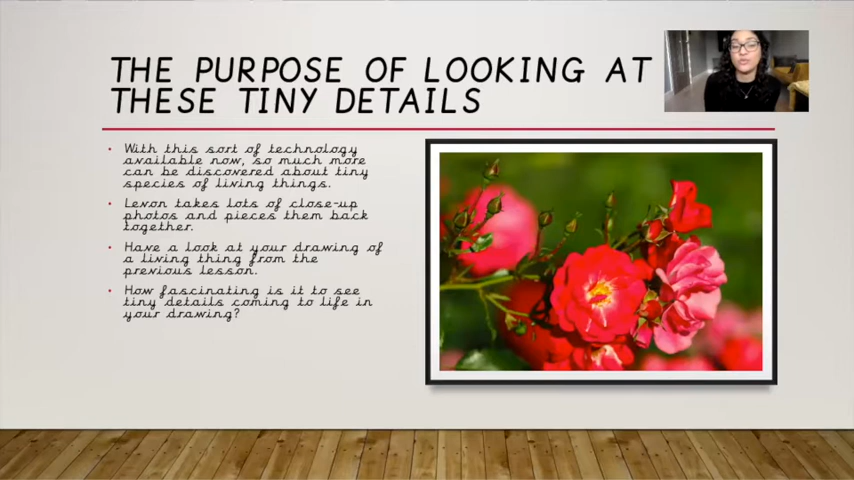 THE PURPOSE OF LOOKING AT
THESE TINY DETAILS
• With this sort of technology
available now, so much more
can be discovered about tiny
species of living things.
• Levon takes lots of close-up
photos and pieces them back
together.
• Have a look at your drawing of
a living thing from the
previous lesson.
• How fascinating is it to see
tiny details coming to life in
your drawing?